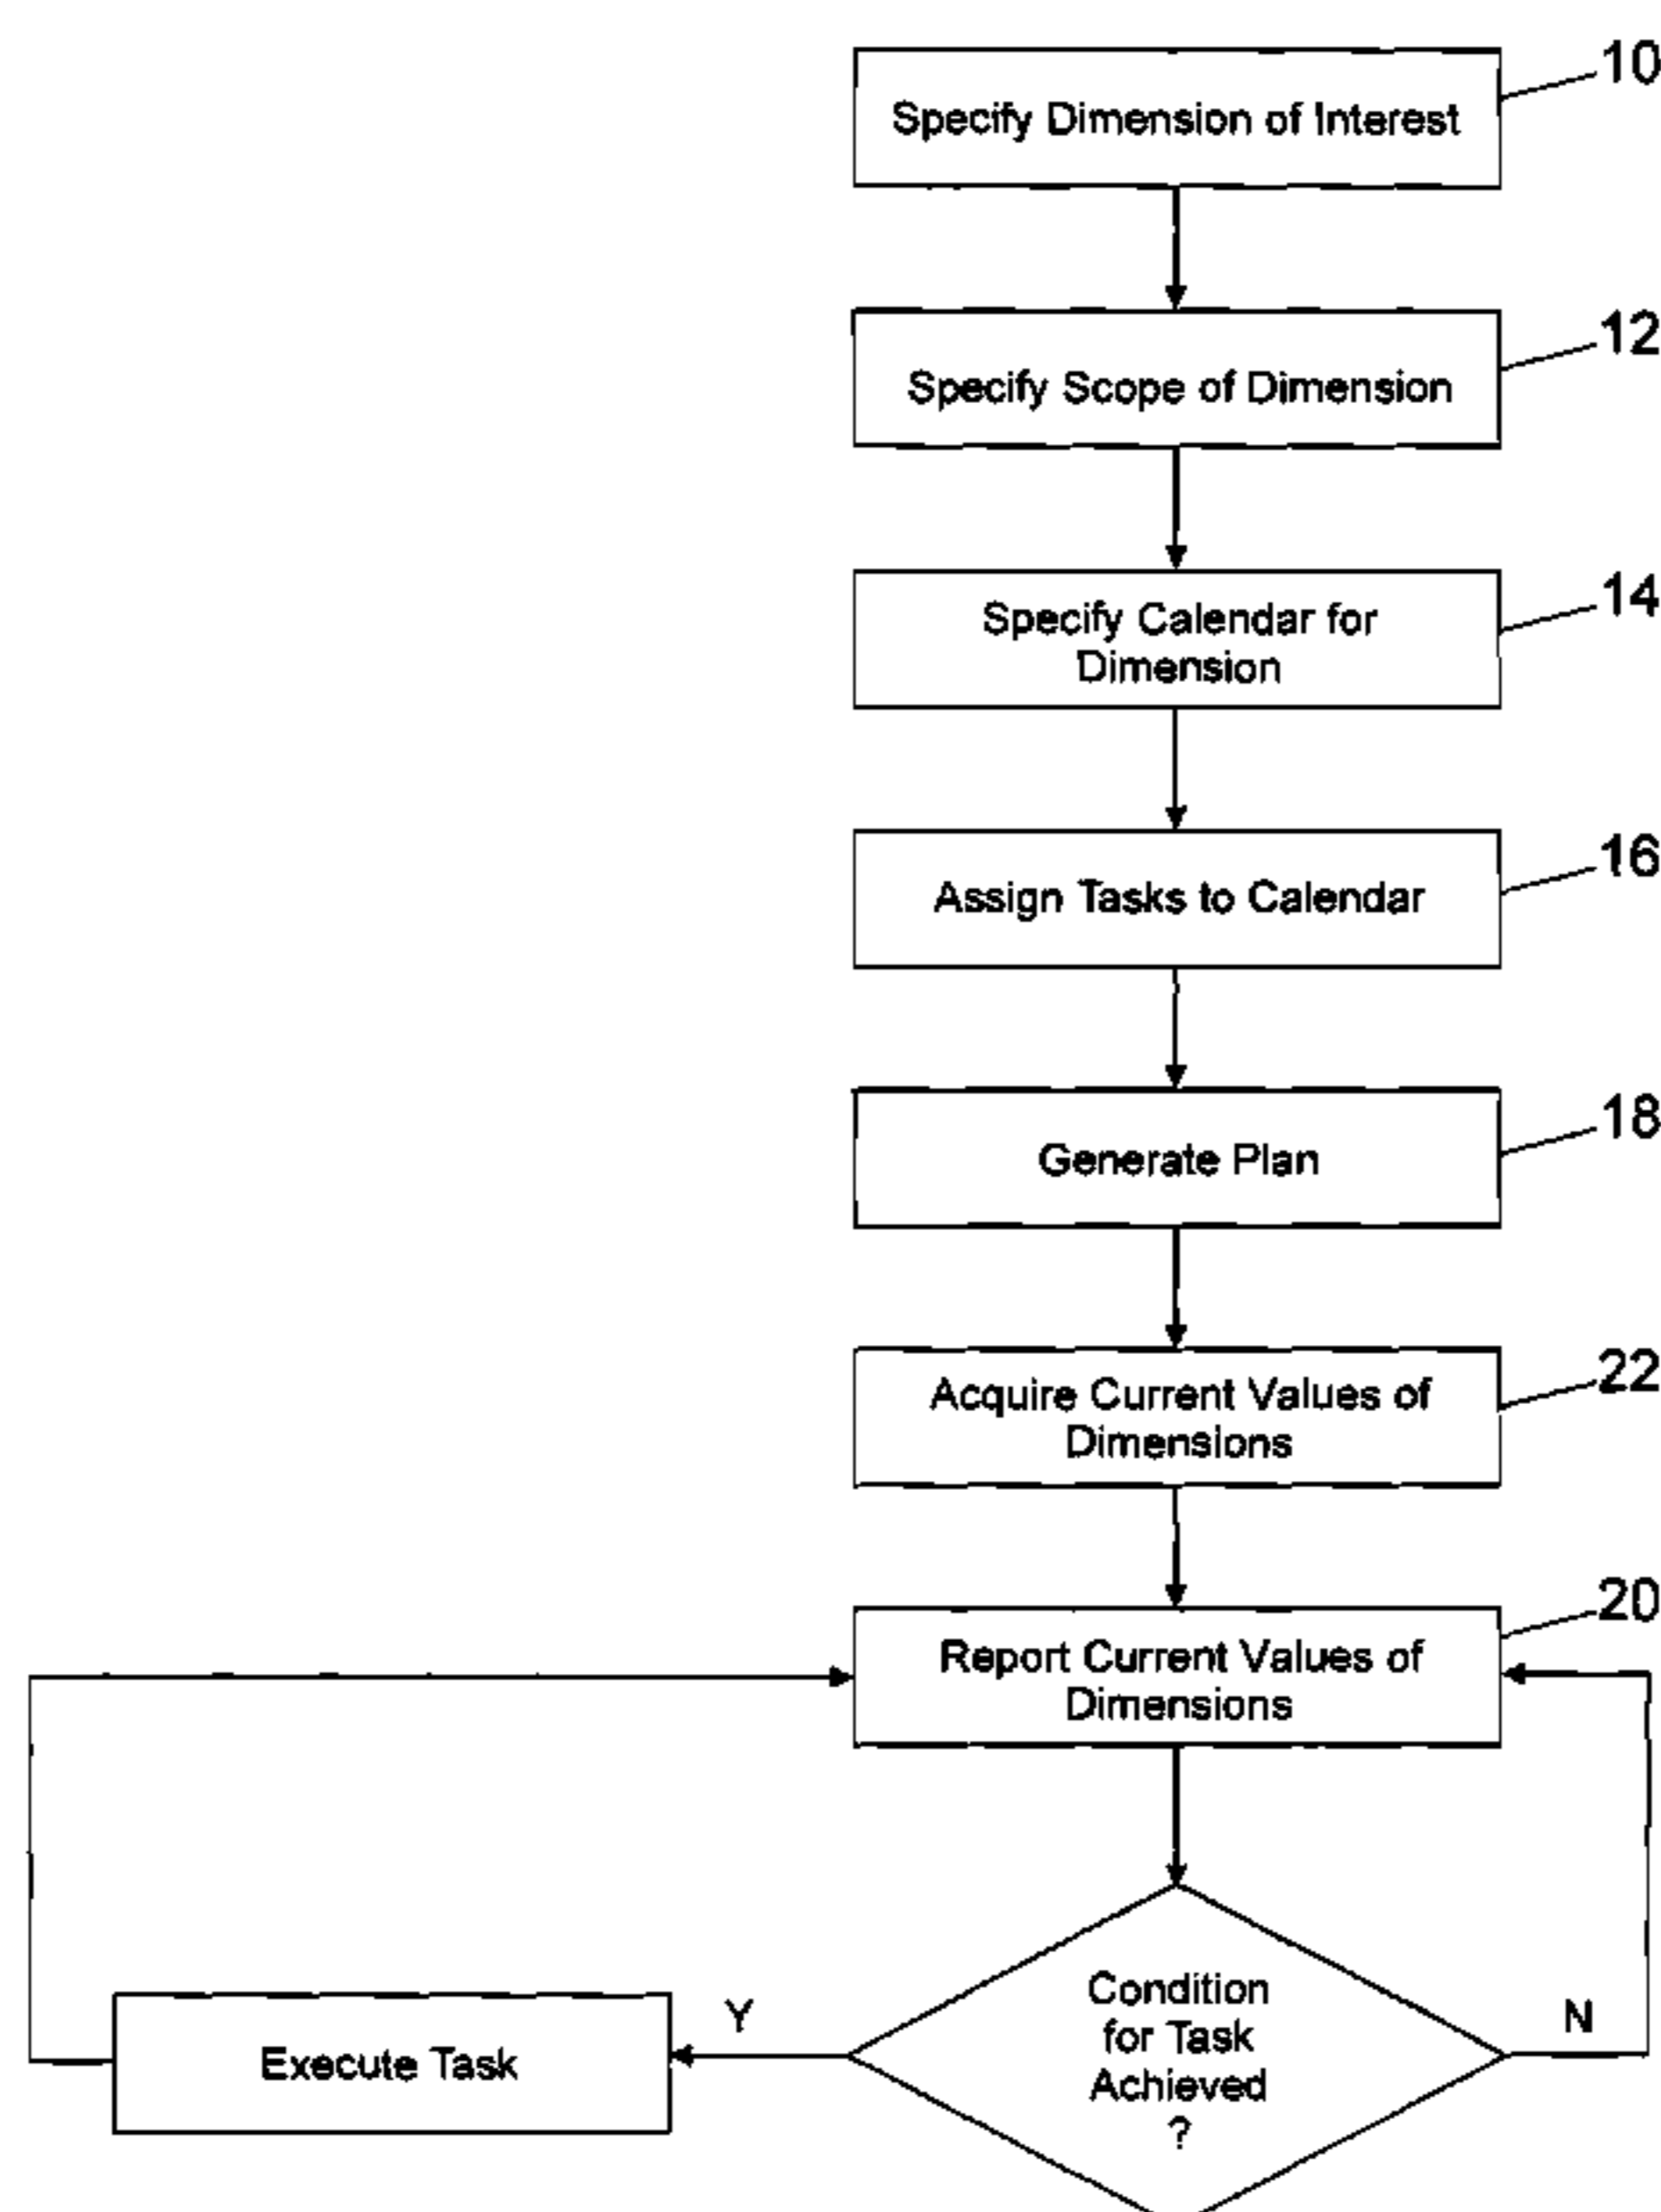 10
Specify Dimension of Interest
12
Specify Scope of Dimension
14
Specify Calendar for
Dimension
16
Assign Tasks to Calendar
18
Generate Plan
22
Acquire Current Values of
Dimensions
20
Report Current Values of
Dimensions
Condition
for Task
Achieved
?
Y
N
Execute Task